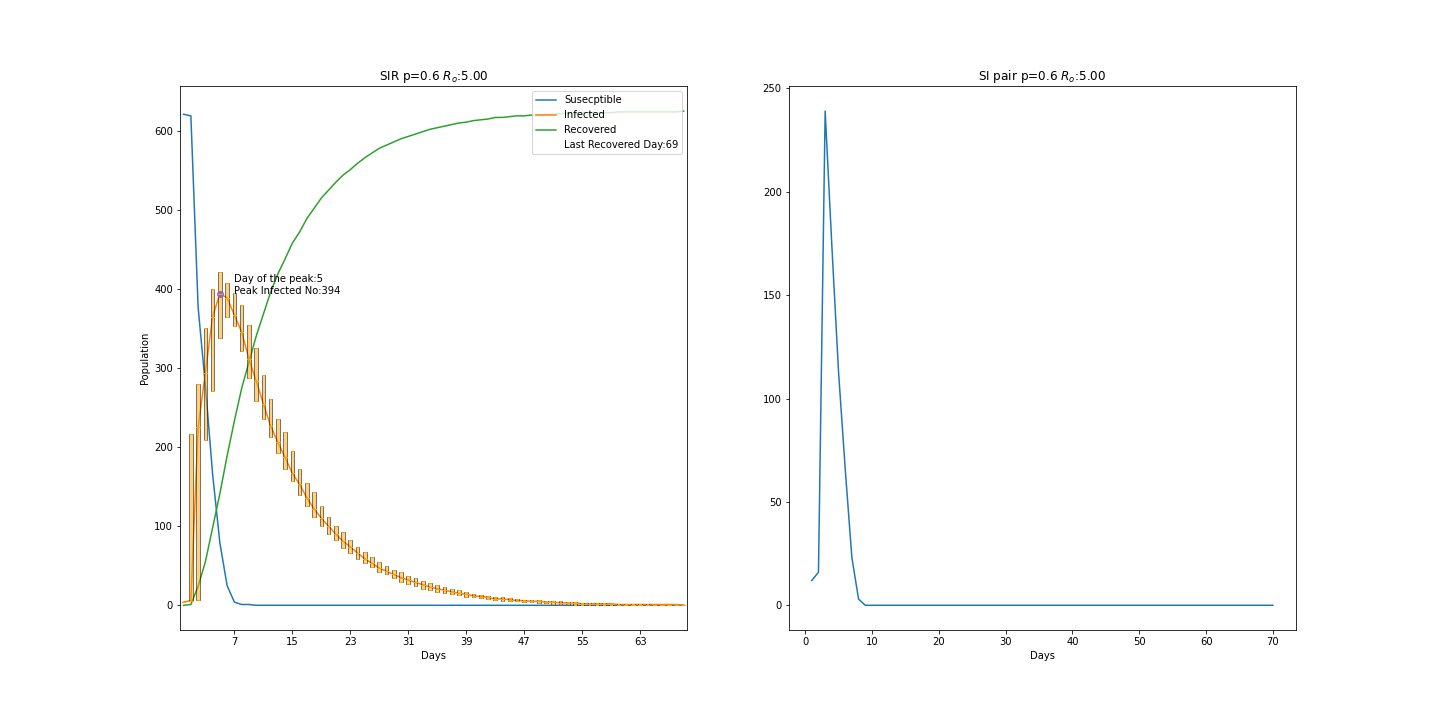 SIR p=0.6 Rₒ:5.00
Susecptible
Infected
Recovered
Last Recovered Day:69
Day of the peak:5
Peak Infected No:394
Population
600
500
400
300
200
100
0
7 15 23 31 39 47 55 63
Days
SI pair p=0.6 Rₒ:5.00
250
200
150
100
50
0
0 10 20 30 40 50 60 70
Days